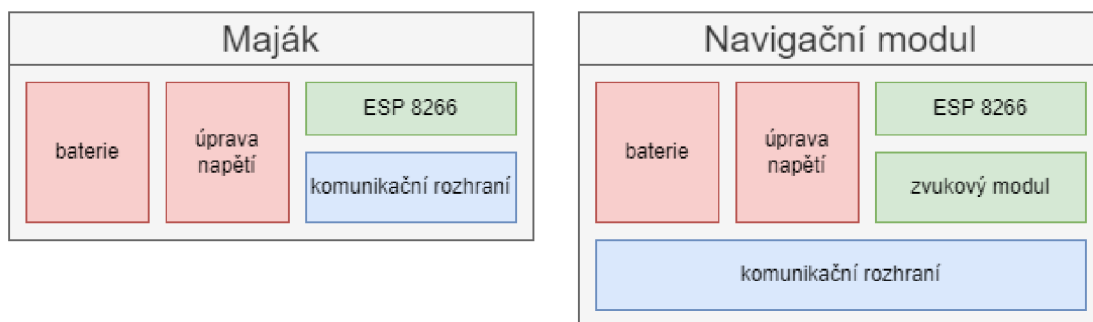 Maják
baterie
úprava
napětí
ESP 8266
komunikační rozhraní
Navigační modul
baterie
úprava
napětí
ESP 8266
zvukový modul
komunikační rozhraní